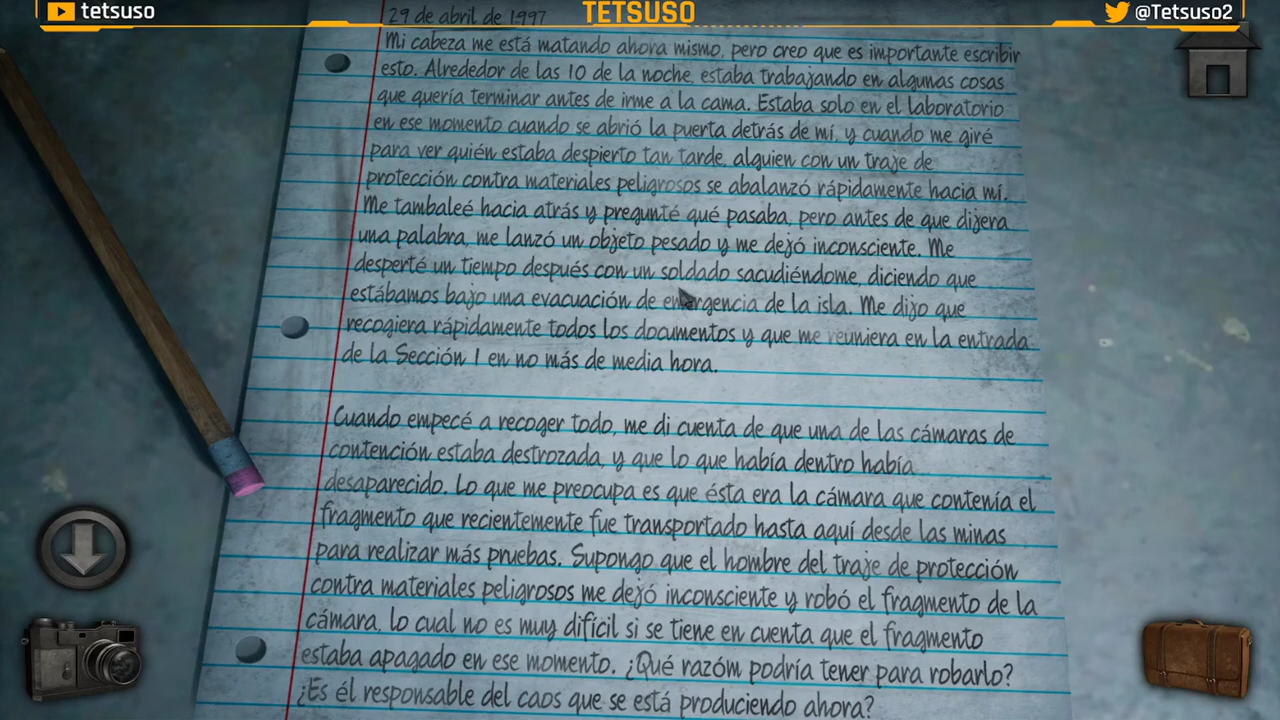 tetsuso
TETSUSO
@Tetsuso2
29 de abril de 1997
Mi cabeza me está matando ahora mismo, pero creo que es importante escribir
esto. Alrededor de las 10 de la noche, estaba trabajando en algunas cosas
que quería terminar antes de irme a la cama. Estaba solo en el laboratorio
en ese momento cuando se abrió la puerta detrás de mí, y cuando me giré
para ver quién estaba despierto tan tarde, alguien con un traje de
protección contra materiales peligrosos se abalanzó rápidamente hacia mí.
Me tambaleé hacia atrás y pregunté qué pasaba, pero antes de que dijera
una palabra, me lanzó un objeto pesado y me dejó inconsciente. Me
desperté un tiempo después con un soldado sacudiéndome, diciendo que
estábamos bajo una evacuación de emergencia de la isla. Me dijo que
recogiera rápidamente todos los documentos y que me reuniera en la entrada
de la Sección 1 en no más de media hora.
Cuando empecé a recoger todo, me di cuenta de que una de las cámaras de
contención estaba destrozada, y que lo que había dentro había
desaparecido. Lo que me preocupa es que ésta era la cámara que contenía el
fragmento que recientemente fue transportado hasta aquí desde las minas
para realizar más pruebas. Supongo que el hombre del traje de protección
contra materiales peligrosos me dejó inconsciente y robó el fragmento de la
cámara, lo cual no es muy difícil si se tiene en cuenta que el fragmento
estaba apagado en ese momento. ¿Qué razóm podría tener para robarlo?
¿Es él responsable del caos que se está produciendo ahora?